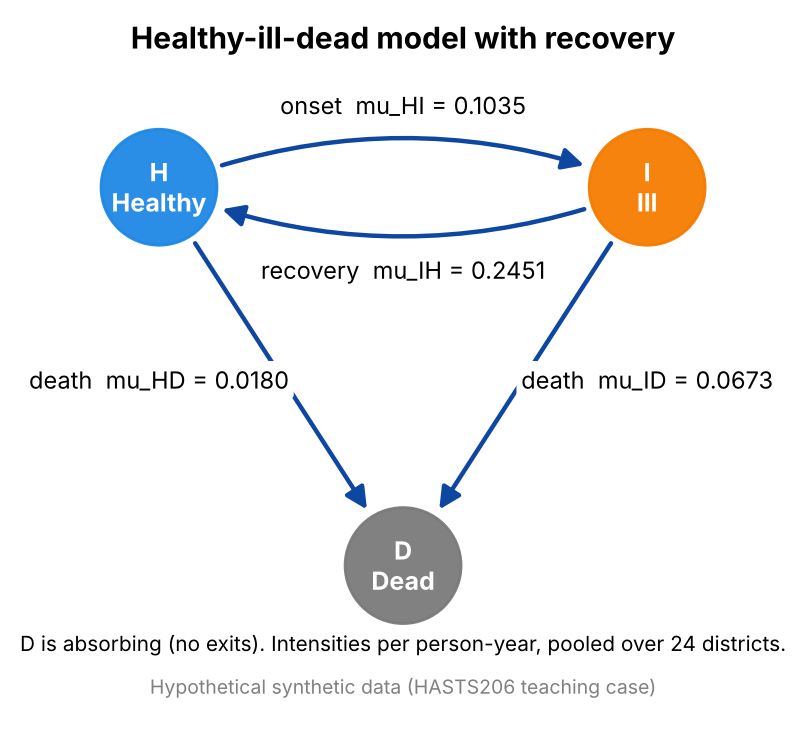 Healthy-ill-dead model with recovery
onset  mu_HI = 0.1035
H
Healthy
I
Ill
recovery  mu_IH = 0.2451
death  mu_HD = 0.0180
death  mu_ID = 0.0673
D
Dead
D is absorbing (no exits). Intensities per person-year, pooled over 24 districts.
Hypothetical synthetic data (HASTS206 teaching case)